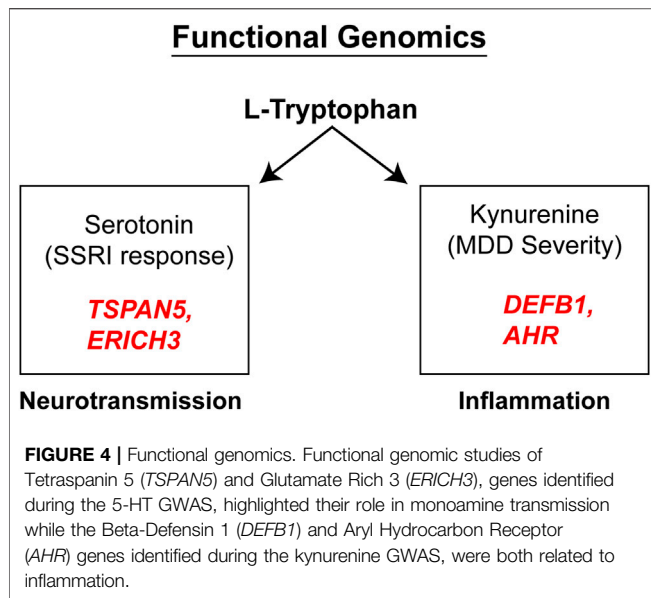 Functional Genomics
L-Tryptophan
Serotonin
(SSRI response)
TSPAN5,
ERICH3
Neurotransmission
Kynurenine
(MDD Severity)
DEFB1,
AHR
Inflammation
FIGURE 4 | Functional genomics. Functional genomic studies of
Tetraspanin 5 (TSPAN5) and Glutamate Rich 3 (ERICH3), genes identified
during the 5-HT GWAS, highlighted their role in monoamine transmission
while the Beta-Defensin 1 (DEFB1) and Aryl Hydrocarbon Receptor
(AHR) genes identified during the kynurenine GWAS, were both related to
inflammation.